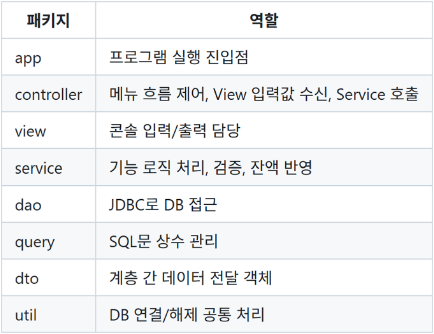 패키지 역할
app 프로그램 실행 진입점
controller 메뉴 흐름 제어, View 입력값 수신, Service 호출
view 콘솔 입력/출력 담당
service 기능 로직 처리, 검증, 잔액 반영
dao JDBC로 DB 접근
query SQL문 상수 관리
dto 계층 간 데이터 전달 객체
util DB 연결/해제 공통 처리